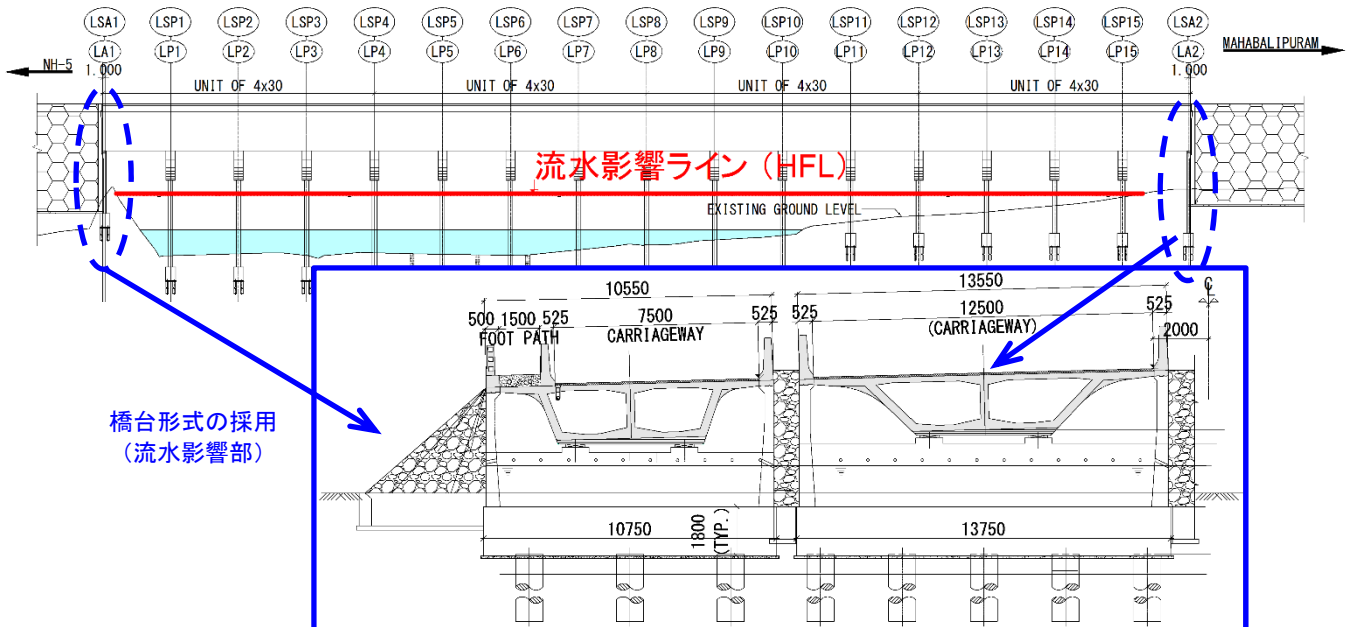 LSA1 LSP1 LSP2 LSP3 LSP4 LSP5 LSP6 LSP7 LSP8 LSP9 LSP10 LSP11 LSP12 LSP13 LSP14 LSP15 LSA2
LA1 LP1 LP2 LP3 LP4 LP5 LP6 LP7 LP8 LP9 LP10 LP11 LP12 LP13 LP14 LP15 LA2
MAHABALIPURAM
NH-5
1.000 1.000
UNIT OF 4x30 UNIT OF 4x30 UNIT OF 4x30 UNIT OF 4x30
流水影響ライン（HFL）
EXISTING GROUND LEVEL
10550 13550
℄
500 1500 525 7500 525 525 12500 525
FOOT PATH CARRIAGEWAY (CARRIAGEWAY) 2000
橋台形式の採用
（流水影響部）
10750 1800 13750
(TYP.)